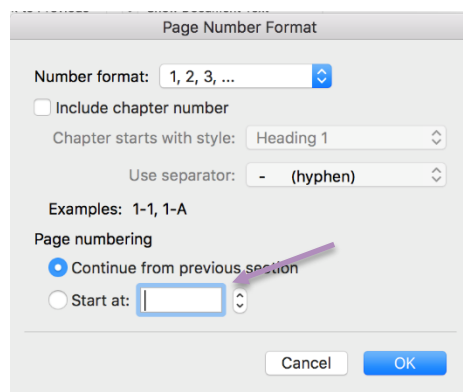 Page Number Format
Number format: 1, 2, 3, ...
Include chapter number
Chapter starts with style: Heading 1
Use separator: - (hyphen)
Examples: 1-1, 1-A
Page numbering
Continue from previous section
Start at:
Cancel OK